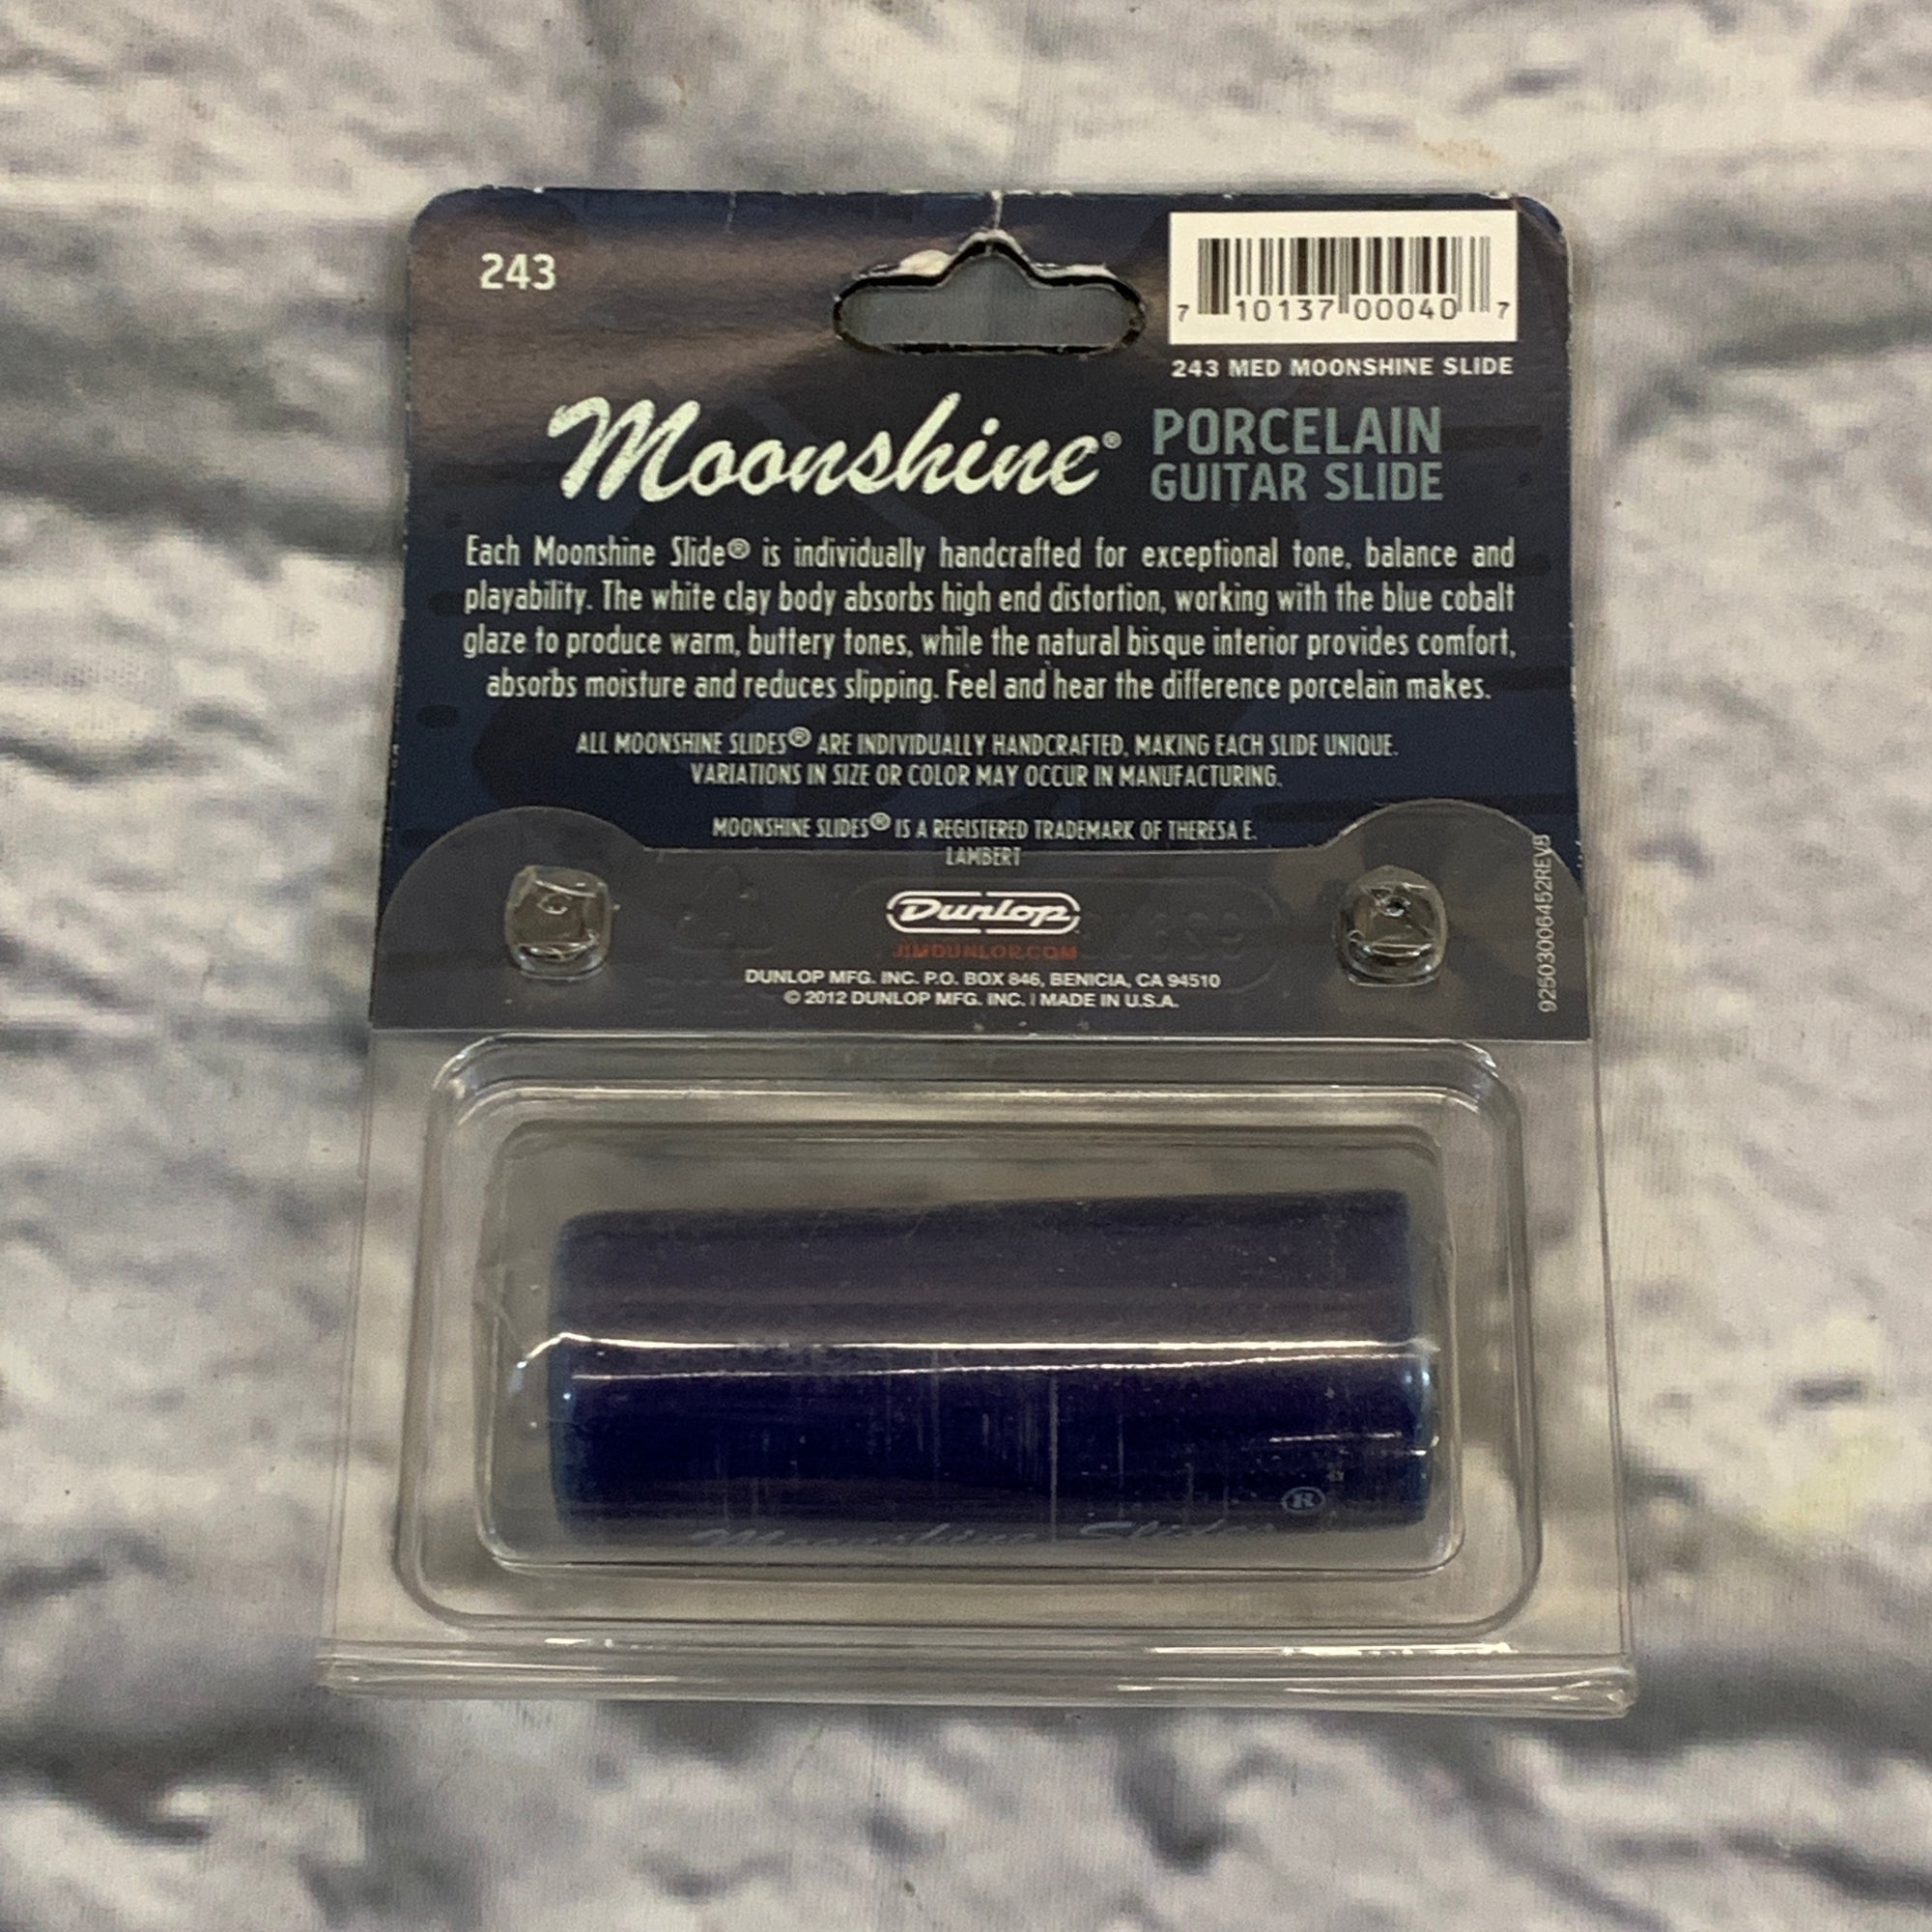 243
7 10137 00040 7
243 MED MOONSHINE SLIDE
Moonshine® PORCELAIN
GUITAR SLIDE
Each Moonshine Slide® is individually handcrafted for exceptional tone, balance and
playability. The white clay body absorbs high end distortion, working with the blue cobalt
glaze to produce warm, buttery tones, while the natural bisque interior provides comfort,
absorbs moisture and reduces slipping. Feel and hear the difference porcelain makes.
ALL MOONSHINE SLIDES® ARE INDIVIDUALLY HANDCRAFTED, MAKING EACH SLIDE UNIQUE.
VARIATIONS IN SIZE OR COLOR MAY OCCUR IN MANUFACTURING.
MOONSHINE SLIDES® IS A REGISTERED TRADEMARK OF THERESA E.
LAMBERT
Dunlop
JIMDUNLOP.COM
DUNLOP MFG. INC. P.O. BOX 846, BENICIA, CA 94510
© 2012 DUNLOP MFG. INC. | MADE IN U.S.A.
92503006452REVB
Moonshine Slides ®